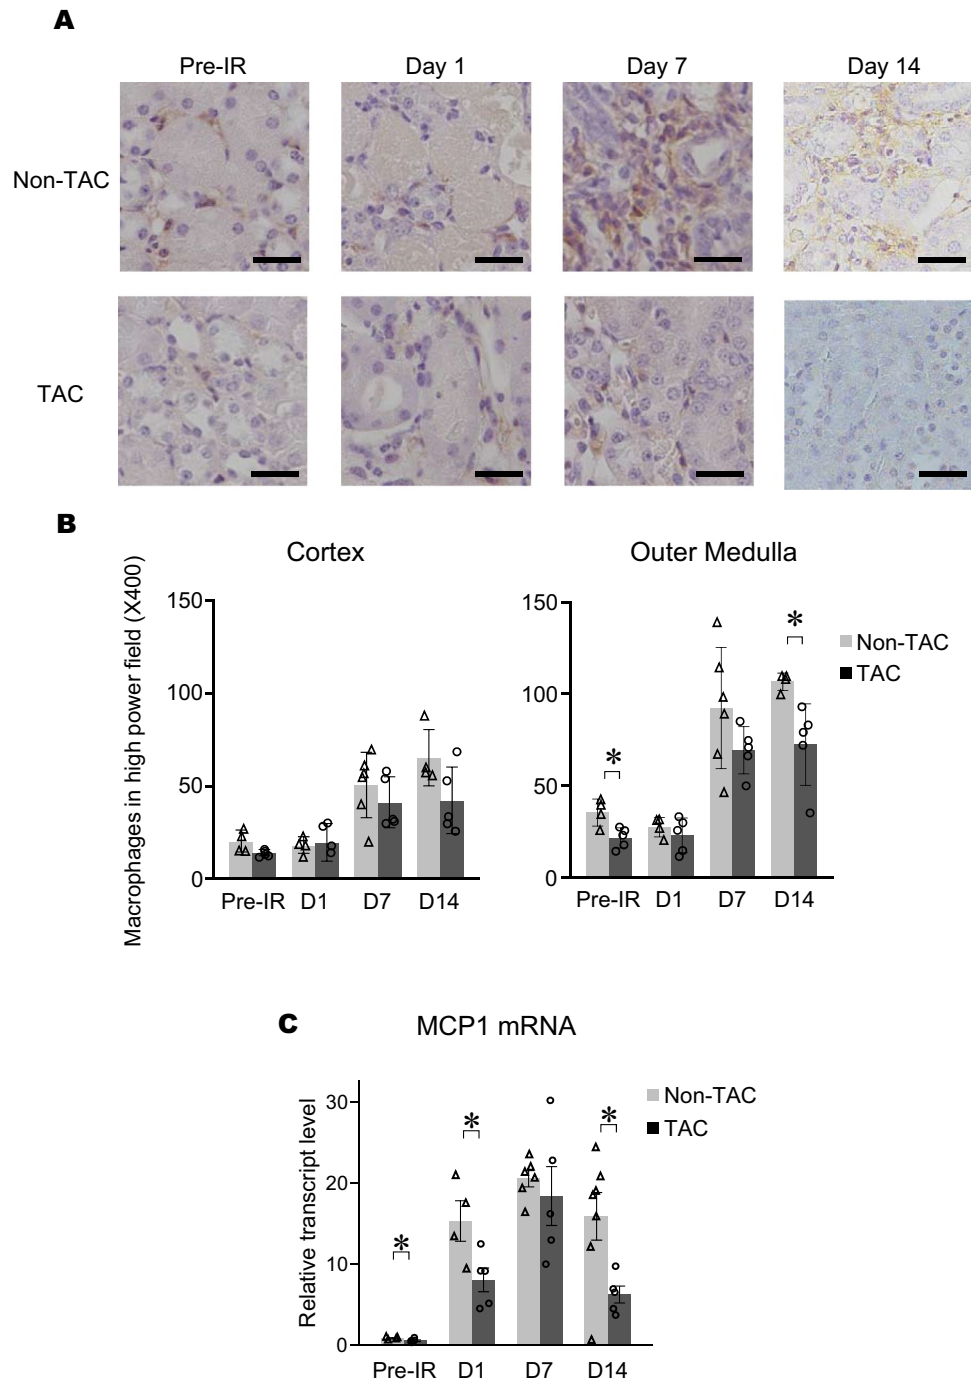 A
Pre-IR Day 1 Day 7 Day 14
Non-TAC
TAC
B
Cortex Outer Medulla
Macrophages in high power field (X400)
150
100
50
0
Pre-IR D1 D7 D14
150
100
50
0
Pre-IR D1 D7 D14
*
*
Non-TAC
TAC
C MCP1 mRNA
Relative transcript level
30
20
10
0
Pre-IR D1 D7 D14
*
*
*
Non-TAC
TAC